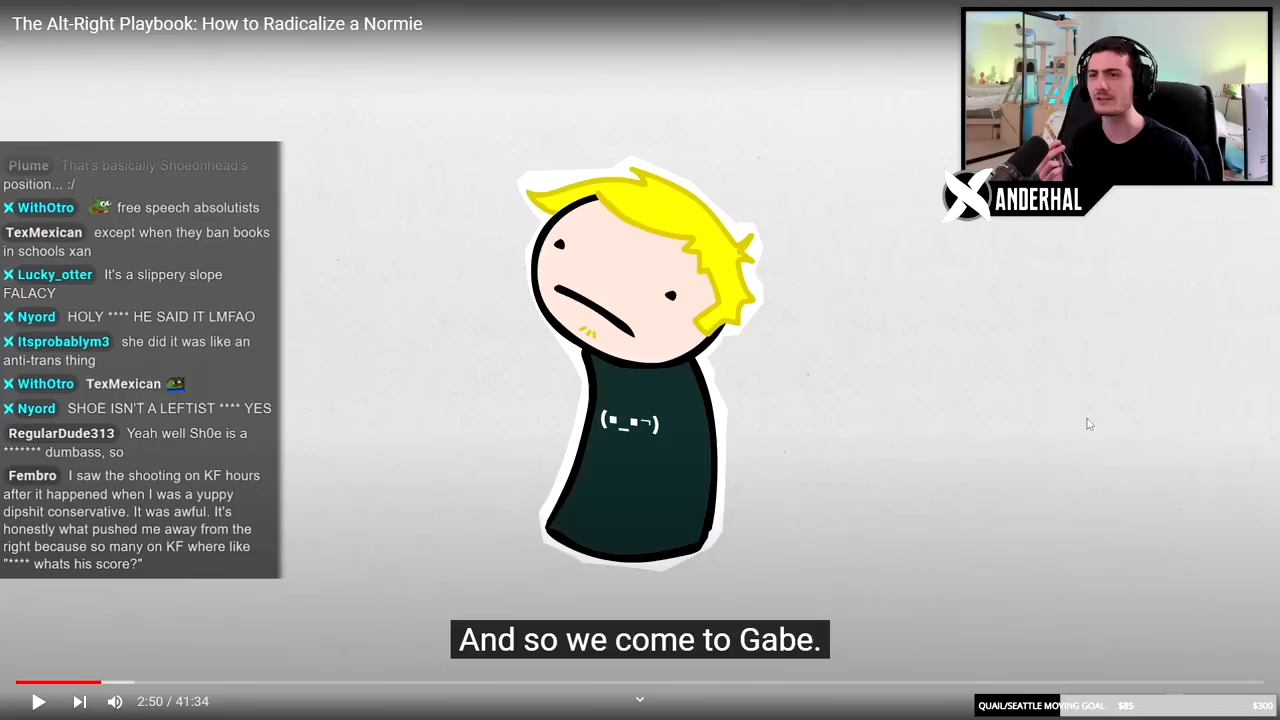 The Alt-Right Playbook: How to Radicalize a Normie
Plume That's basically Shoeonhead's
position... :/
WithOtro free speech absolutists
TexMexican except when they ban books
in schools xan
Lucky_otter It's a slippery slope
FALACY
Nyord HOLY **** HE SAID IT LMFAO
Itsprobablym3 she did it was like an
anti-trans thing
WithOtro TexMexican
Nyord SHOE ISN'T A LEFTIST **** YES
RegularDude313 Yeah well Sh0e is a
******* dumbass, so
Fembro I saw the shooting on KF hours
after it happened when I was a yuppy
dipshit conservative. It was awful. It's
honestly what pushed me away from the
right because so many on KF where like
"**** whats his score?"
XANDERHAL
(▪_▪¬)
And so we come to Gabe.
2:50 / 41:34
QUAIL/SEATTLE MOVING GOAL $85 $300